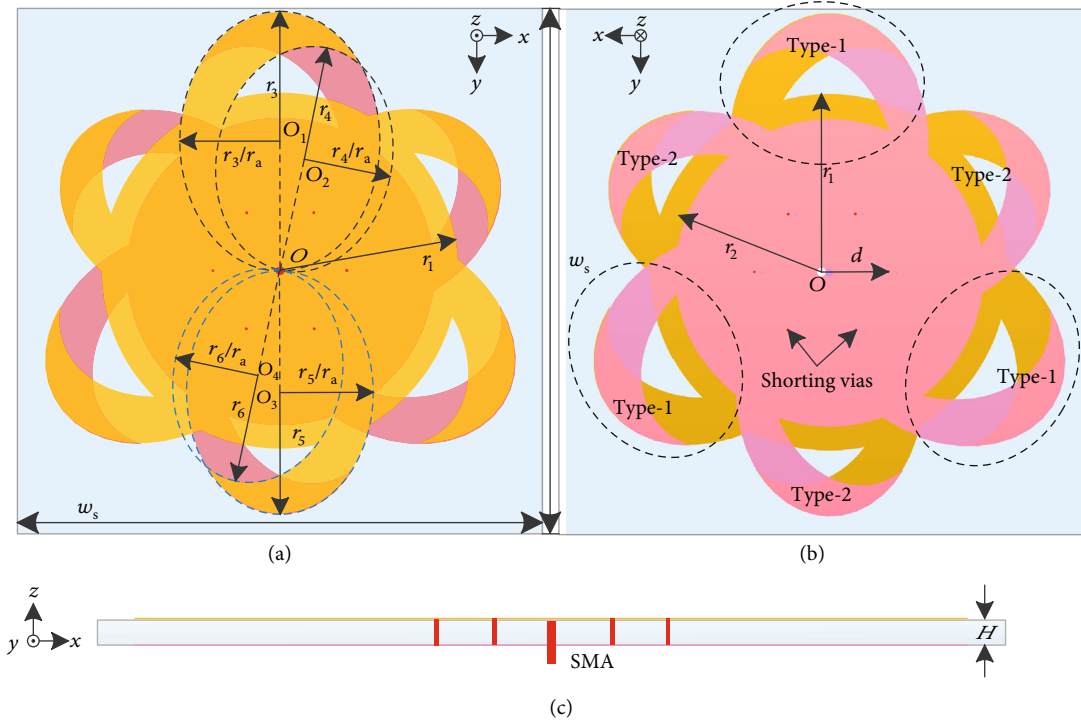 z
x
y
r3
r4
O1
r3/ra
r4/ra
O2
O
r1
r6/ra
O4
r5/ra
O3
r6
r5
ws
(a)
z
x
y
Type-1
Type-2
Type-2
r1
r2
d
ws
O
Shorting vias
Type-1
Type-1
Type-2
(b)
z
y
x
H
SMA
(c)